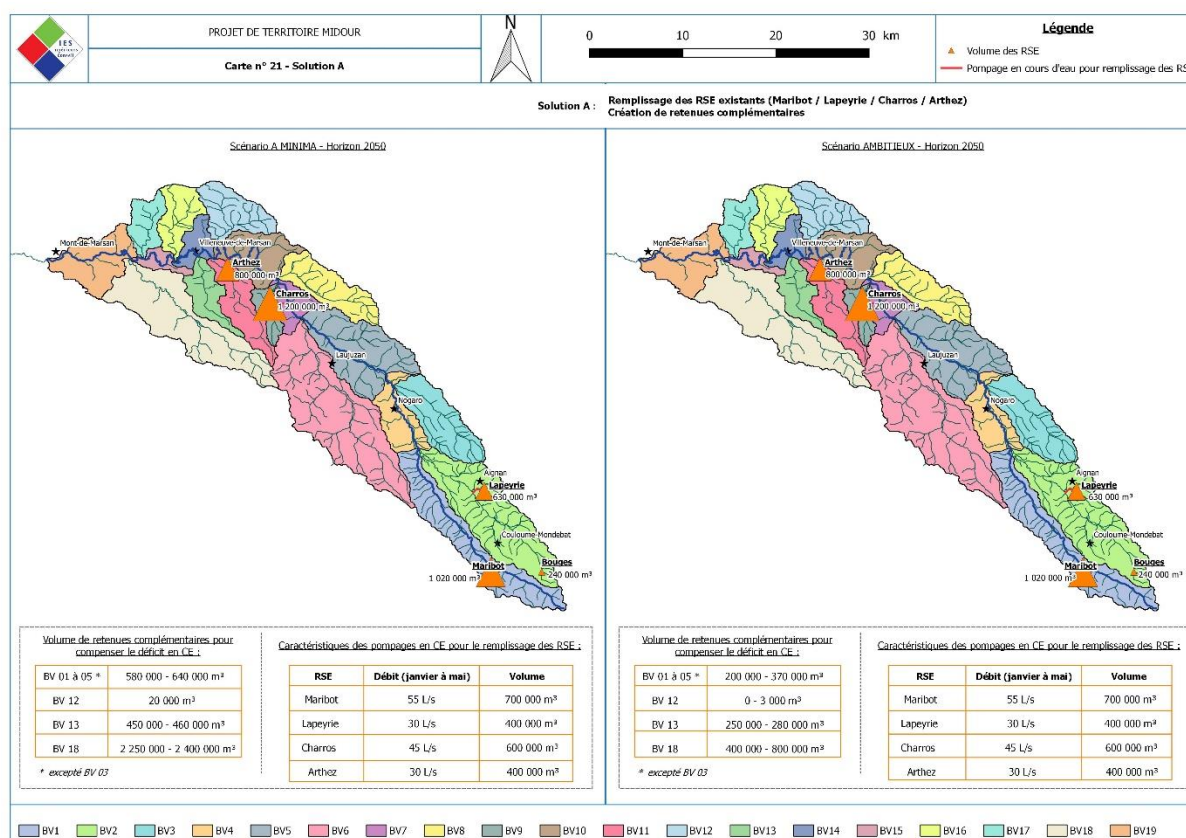 IES
PROJET DE TERRITOIRE MIDOUR
Carte n° 21 - Solution A
N
0 10 20 30 km
Légende
Volume des RSE
Pompage en cours d'eau pour remplissage des RS
Solution A : Remplissage des RSE existants (Maribot / Lapeyrie / Charros / Arthez)
Création de retenues complémentaires
Scénario A MINIMA - Horizon 2050
Mont-de-Marsan
Villeneuve-de-Marsan
Arthez
800 000 m³
Charros
1 200 000 m³
Laujuzan
Nogaro
Aignan
Lapeyrie
630 000 m³
Couloume-Mondebat
Maribot
1 020 000 m³
Bouges
240 000 m³
Volume de retenues complémentaires pour
compenser le déficit en CE :
BV 01 à 05 * 580 000 - 640 000 m³
BV 12 20 000 m³
BV 13 450 000 - 460 000 m³
BV 18 2 250 000 - 2 400 000 m³
* excepté BV 03
Caractéristiques des pompages en CE pour le remplissage des RSE :
RSE Débit (janvier à mai) Volume
Maribot 55 L/s 700 000 m³
Lapeyrie 30 L/s 400 000 m³
Charros 45 L/s 600 000 m³
Arthez 30 L/s 400 000 m³
Scénario AMBITIEUX - Horizon 2050
Mont-de-Marsan
Villeneuve-de-Marsan
Arthez
800 000 m³
Charros
1 200 000 m³
Laujuzan
Nogaro
Aignan
Lapeyrie
630 000 m³
Couloume-Mondebat
Maribot
1 020 000 m³
Bouges
240 000 m³
Volume de retenues complémentaires pour
compenser le déficit en CE :
BV 01 à 05 * 200 000 - 370 000 m³
BV 12 0 - 3 000 m³
BV 13 250 000 - 280 000 m³
BV 18 400 000 - 800 000 m³
* excepté BV 03
Caractéristiques des pompages en CE pour le remplissage des RSE :
RSE Débit (janvier à mai) Volume
Maribot 55 L/s 700 000 m³
Lapeyrie 30 L/s 400 000 m³
Charros 45 L/s 600 000 m³
Arthez 30 L/s 400 000 m³
BV1 BV2 BV3 BV4 BV5 BV6 BV7 BV8 BV9 BV10 BV11 BV12 BV13 BV14 BV15 BV16 BV17 BV18 BV19